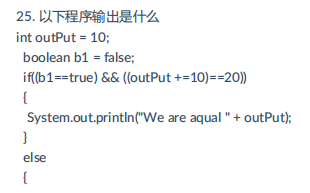 25. 以下程序输出是什么
int outPut = 10;
boolean b1 = false;
if((b1==true) && ((outPut +=10)==20))
{
System.out.println("We are aqual " + outPut);
}
else
{